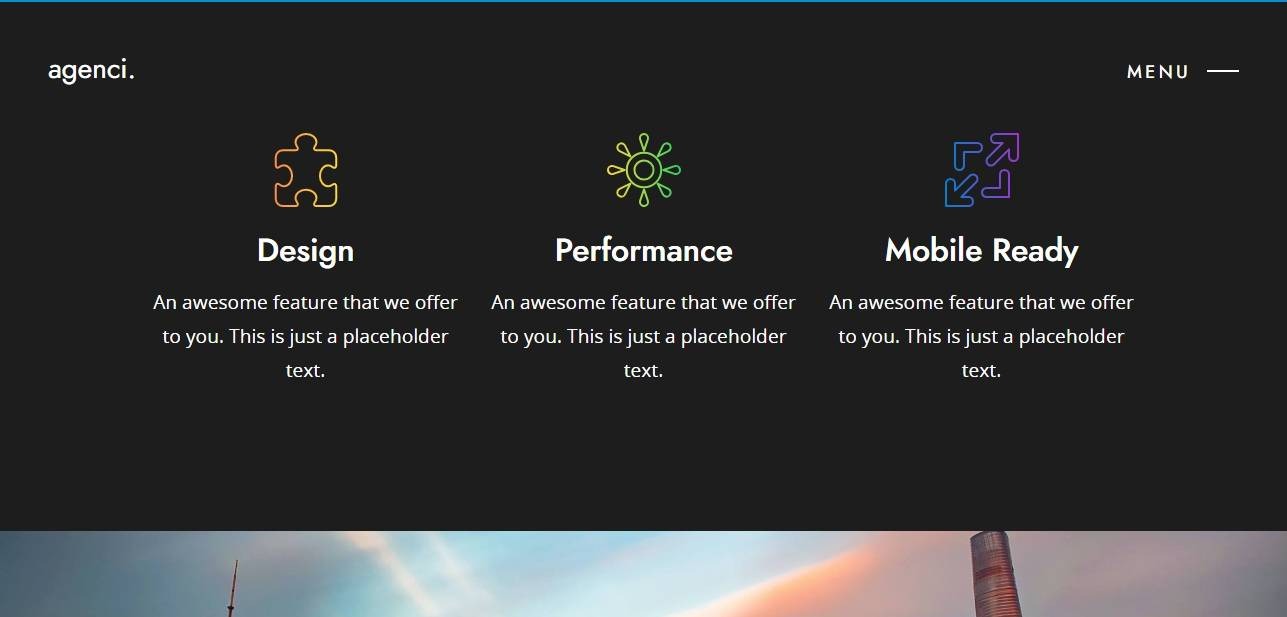 agenci.
MENU
Design
Performance
Mobile Ready
An awesome feature that we offer
to you. This is just a placeholder
text.
An awesome feature that we offer
to you. This is just a placeholder
text.
An awesome feature that we offer
to you. This is just a placeholder
text.